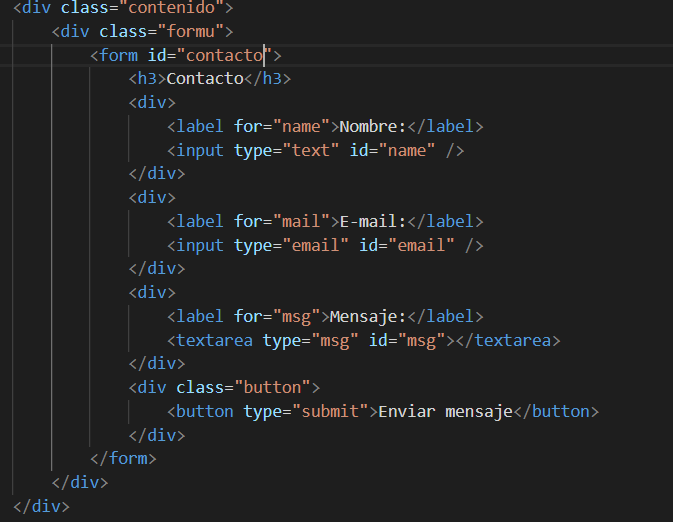 <div class="contenido">
<div class="formu">
<form id="contacto">
<h3>Contacto</h3>
<div>
<label for="name">Nombre:</label>
<input type="text" id="name" />
</div>
<div>
<label for="mail">E-mail:</label>
<input type="email" id="email" />
</div>
<div>
<label for="msg">Mensaje:</label>
<textarea type="msg" id="msg"></textarea>
</div>
<div class="button">
<button type="submit">Enviar mensaje</button>
</div>
</form>
</div>
</div>